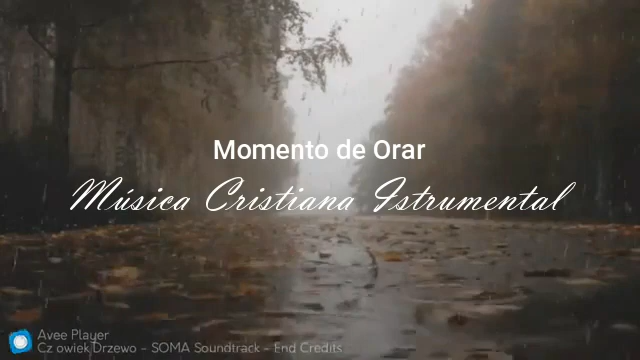 Momento de Orar
Música Cristiana Istrumental
Avee Player
Cz owiek Drzewo - SOMA Soundtrack - End Credits